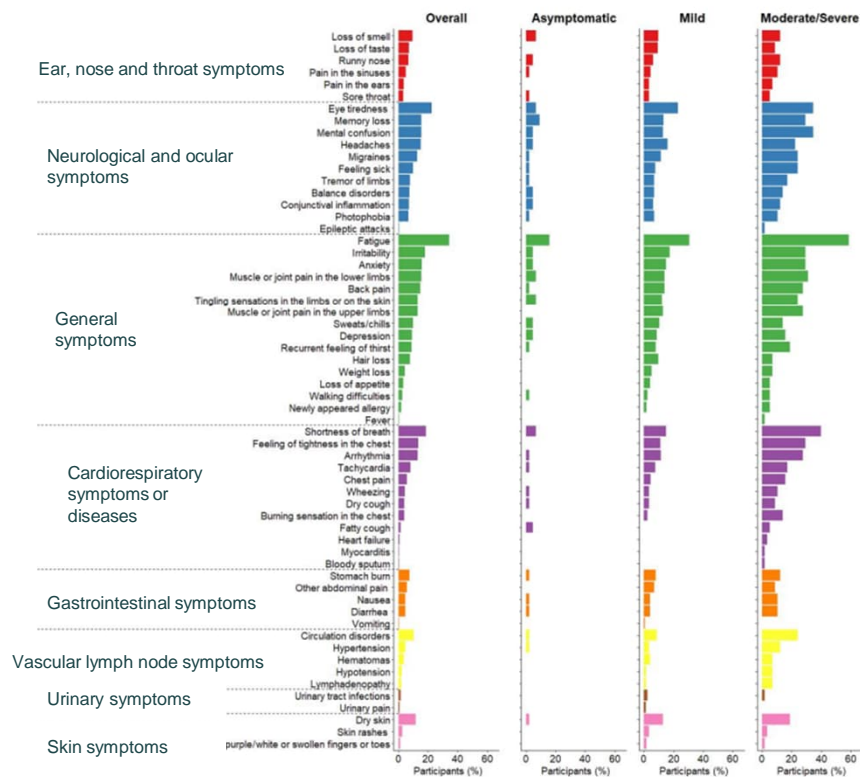 Overall
Asymptomatic
Mild
Moderate/Severe
Ear, nose and throat symptoms
Loss of smell
Loss of taste
Runny nose
Pain in the sinuses
Pain in the ears
Sore throat
Neurological and ocular
symptoms
Eye tiredness
Memory loss
Mental confusion
Headaches
Migraines
Feeling sick
Tremor of limbs
Balance disorders
Conjunctival inflammation
Photophobia
Epileptic attacks
General
symptoms
Fatigue
Irritability
Anxiety
Muscle or joint pain in the lower limbs
Back pain
Tingling sensations in the limbs or on the skin
Muscle or joint pain in the upper limbs
Sweats/chills
Depression
Recurrent feeling of thirst
Hair loss
Weight loss
Loss of appetite
Walking difficulties
Newly appeared allergy
Fever
Cardiorespiratory
symptoms or
diseases
Shortness of breath
Feeling of tightness in the chest
Arrhythmia
Tachycardia
Chest pain
Wheezing
Dry cough
Burning sensation in the chest
Fatty cough
Heart failure
Myocarditis
Bloody sputum
Gastrointestinal symptoms
Stomach burn
Other abdominal pain
Nausea
Diarrhea
Vomiting
Vascular lymph node symptoms
Circulation disorders
Hypertension
Hematomas
Hypotension
Lymphadenopathy
Urinary symptoms
Urinary tract infections
Urinary pain
Skin symptoms
Dry skin
Skin rashes
purple/white or swollen fingers or toes
0 20 40 60
Participants (%)
0 20 40 60
Participants (%)
0 20 40 60
Participants (%)
0 20 40 60
Participants (%)